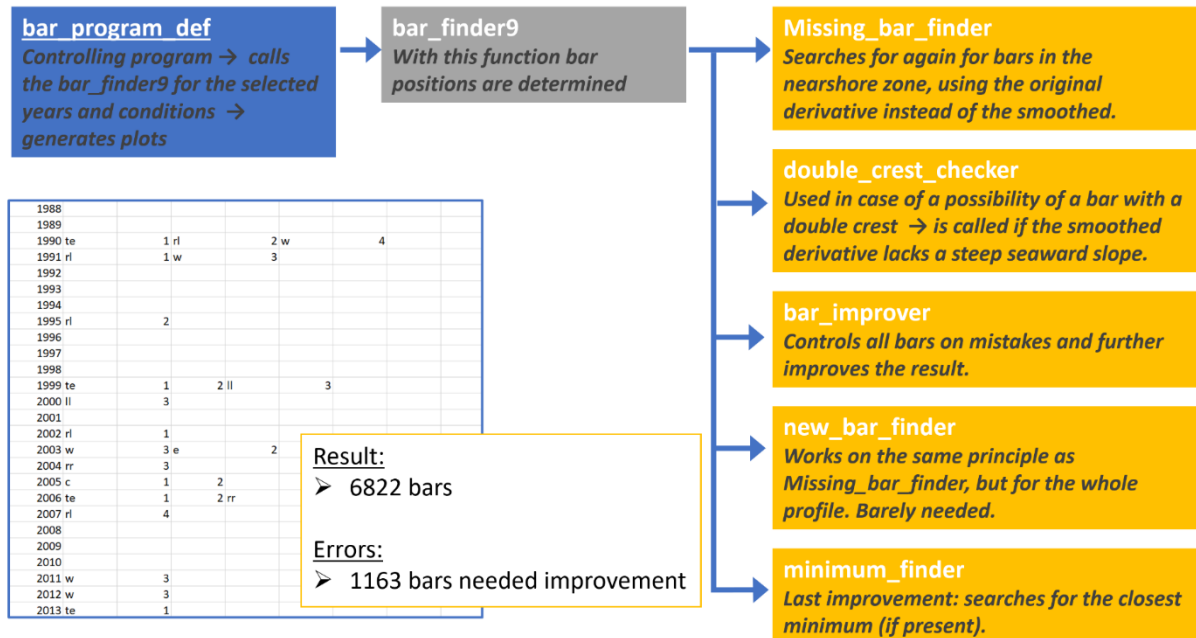 bar_program_def
Controlling program → calls
the bar_finder9 for the selected
years and conditions →
generates plots
bar_finder9
With this function bar
positions are determined
Missing_bar_finder
Searches for again for bars in the
nearshore zone, using the original
derivative instead of the smoothed.
double_crest_checker
Used in case of a possibility of a bar with a
double crest → is called if the smoothed
derivative lacks a steep seaward slope.
bar_improver
Controls all bars on mistakes and further
improves the result.
new_bar_finder
Works on the same principle as
Missing_bar_finder, but for the whole
profile. Barely needed.
minimum_finder
Last improvement: searches for the closest
minimum (if present).
1988
1989
1990 te 1 rl 2 w 4
1991 rl 1 w 3
1992
1993
1994
1995 rl 2
1996
1997
1998
1999 te 1 2 ll 3
2000 ll 3
2001
2002 rl 1
2003 w 3 e 2
2004 rr 3
2005 c 1 2
2006 te 1 2 rr
2007 rl 4
2008
2009
2010
2011 w 3
2012 w 3
2013 te 1
Result:
➢ 6822 bars
Errors:
➢ 1163 bars needed improvement